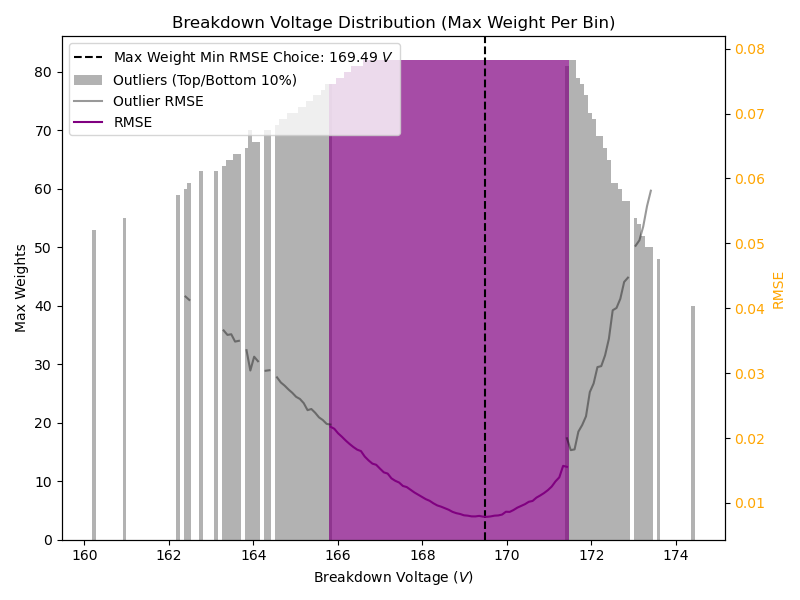 Breakdown Voltage Distribution (Max Weight Per Bin)
Max Weight Min RMSE Choice: 169.49 V
Outliers (Top/Bottom 10%)
Outlier RMSE
RMSE
Max Weights
80
70
60
50
40
30
20
10
0
0.08
0.07
0.06
0.05
0.04
0.03
0.02
0.01
RMSE
160 162 164 166 168 170 172 174
Breakdown Voltage (V)